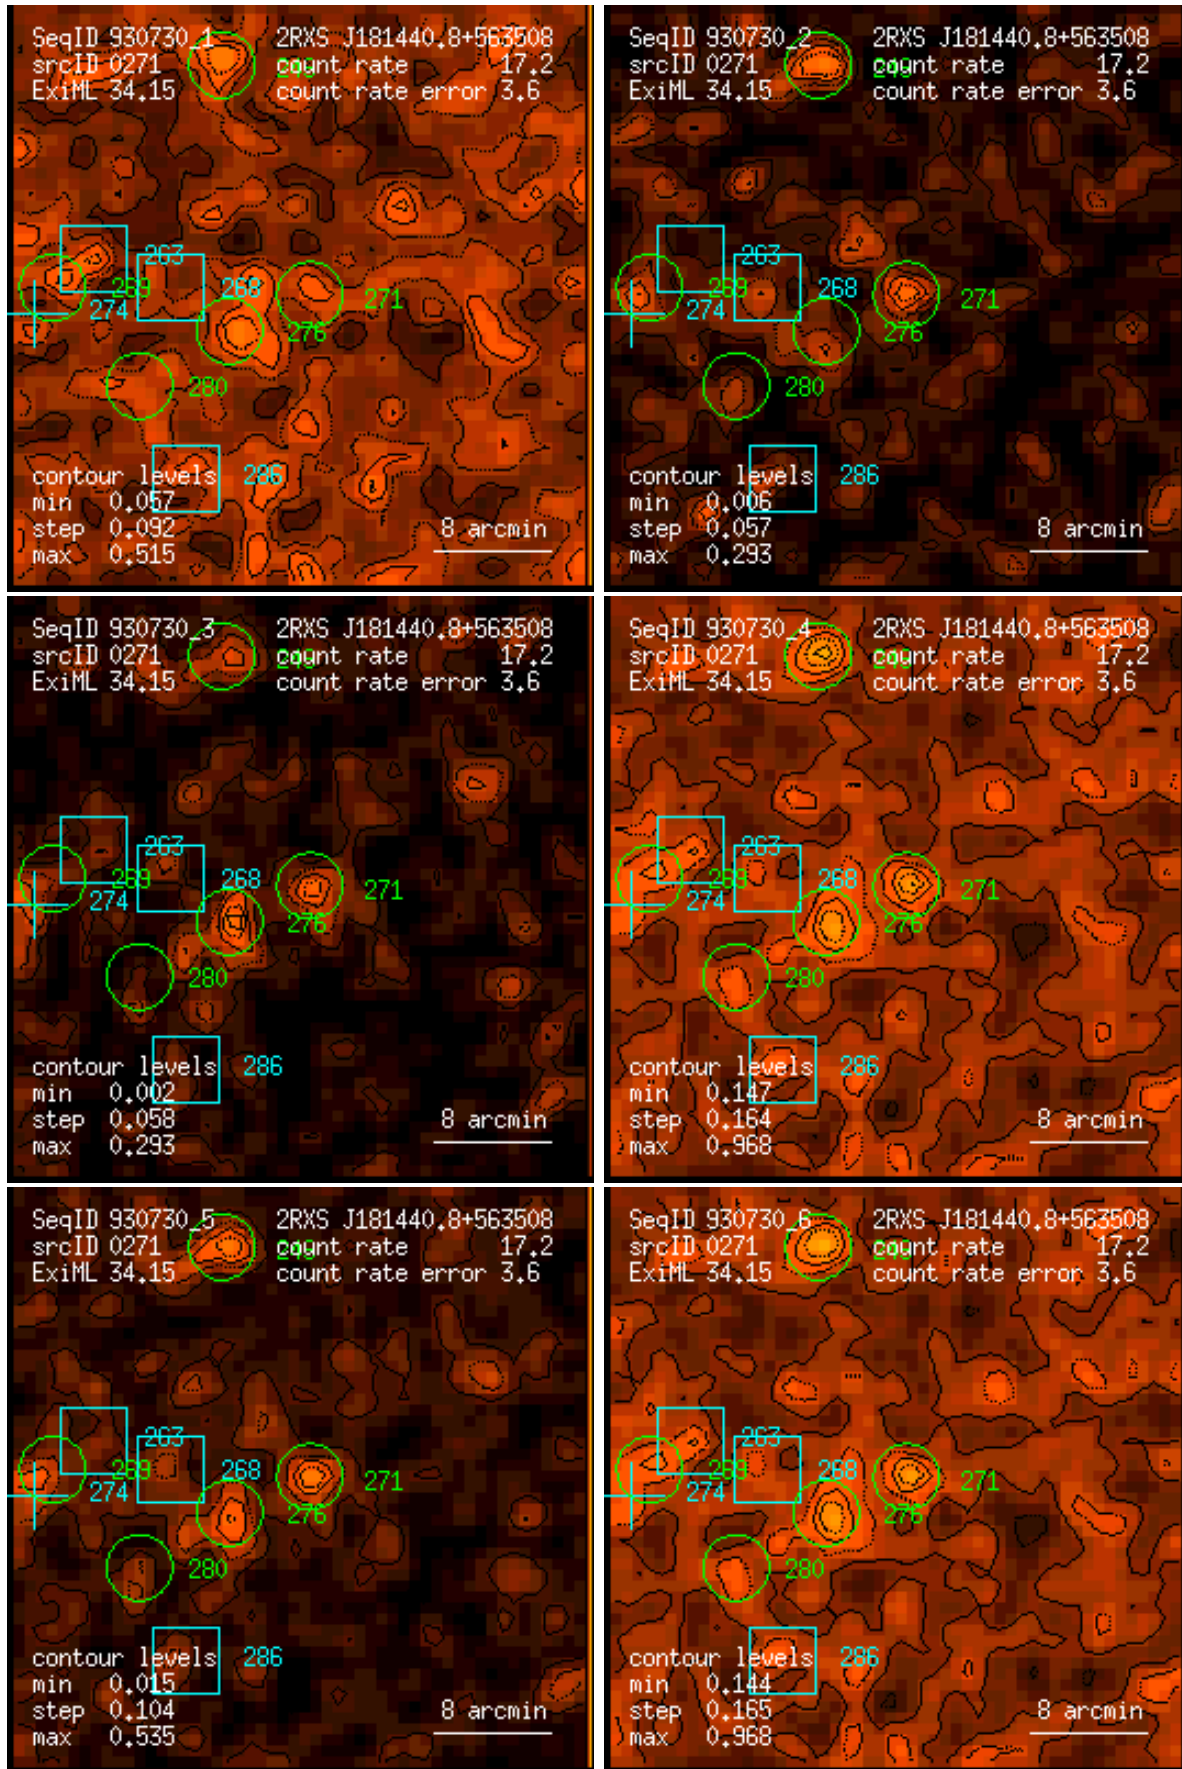 SeqID 930730_1 2RXS J181440.8+563508
srcID 0271 count rate 17.2
ExiML 34.15 count rate error 3.6
263
269 268 271
274
276
280
contour levels 286
min 0.057
step 0.092 8 arcmin
max 0.515
SeqID 930730_2 2RXS J181440.8+563508
srcID 0271 count rate 17.2
ExiML 34.15 count rate error 3.6
263
269 268 271
274
276
280
contour levels 286
min 0.006
step 0.057 8 arcmin
max 0.293
SeqID 930730_3 2RXS J181440.8+563508
srcID 0271 count rate 17.2
ExiML 34.15 count rate error 3.6
263
269 268 271
274
276
280
contour levels 286
min 0.002
step 0.058 8 arcmin
max 0.293
SeqID 930730_4 2RXS J181440.8+563508
srcID 0271 count rate 17.2
ExiML 34.15 count rate error 3.6
263
269 268 271
274
276
280
contour levels 286
min 0.147
step 0.164 8 arcmin
max 0.968
SeqID 930730_5 2RXS J181440.8+563508
srcID 0271 count rate 17.2
ExiML 34.15 count rate error 3.6
263
269 268 271
274
276
280
contour levels 286
min 0.015
step 0.104 8 arcmin
max 0.535
SeqID 930730_6 2RXS J181440.8+563508
srcID 0271 count rate 17.2
ExiML 34.15 count rate error 3.6
263
269 268 271
274
276
280
contour levels 286
min 0.144
step 0.165 8 arcmin
max 0.968